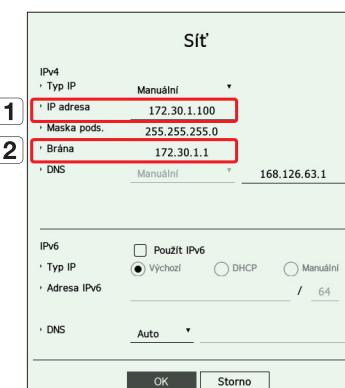 Síť
IPv4
Typ IP Manuální
1 IP adresa 172.30.1.100
Maska pods. 255.255.255.0
2 Brána 172.30.1.1
DNS Manuální 168.126.63.1
IPv6 Použít IPv6
Typ IP Výchozí DHCP Manuální
Adresa IPv6 / 64
DNS Auto
OK Storno